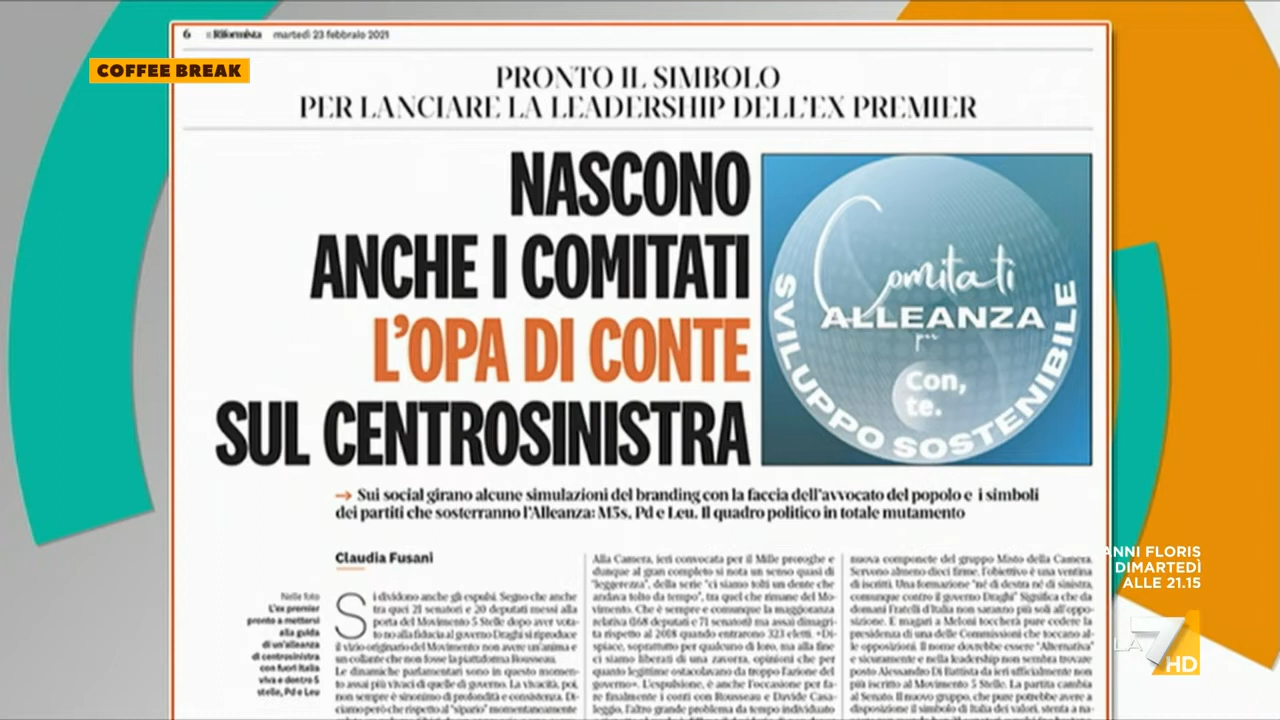 6 il Riformista martedì 23 febbraio 2021
COFFEE BREAK
PRONTO IL SIMBOLO
PER LANCIARE LA LEADERSHIP DELL'EX PREMIER
NASCONO
ANCHE I COMITATI
L'OPA DI CONTE
SUL CENTROSINISTRA
Comitati
ALLEANZA
per
Con,
te.
SVILUPPO SOSTENIBILE
→ Sui social girano alcune simulazioni del branding con la faccia dell'avvocato del popolo e i simboli
dei partiti che sosterranno l'Alleanza: M5s, Pd e Leu. Il quadro politico in totale mutamento
Claudia Fusani
Nelle foto
L'ex premier
pronto a mettersi
alla guida
di un'alleanza
di centrosinistra
con fuori Italia
viva e dentro 5
stelle, Pd e Leu
Si dividono anche gli espulsi. Segno che anche
tra quei 21 senatori e 20 deputati messi alla
porta del Movimento 5 Stelle dopo aver vota-
to no alla fiducia al governo Draghi si riproduce
il vizio originario del Movimento non avere un'anima e
un collante che non fosse la piattaforma Rousseau.
Le dinamiche parlamentari sono in questo momen-
to assai più vivaci di quelle di governo. La vivacità, poi,
non sempre è sinonimo di profondità e consistenza. Di-
ciamo però che rispetto al "sipario" momentaneamente
Alla Camera, ieri convocata per il Mille proroghe e
dunque al gran completo si nota un senso quasi di
"leggerezza", della serie "ci siamo tolti un dente che
andava tolto da tempo", tra quel che rimane del Mo-
vimento. Che è sempre e comunque la maggioranza
relativa (168 deputati e 71 senatori) ma assai dimagri-
ta rispetto al 2018 quando entrarono 323 eletti. «Di-
spiace, soprattutto per qualcuno di loro, ma alla fine
ci siamo liberati di una zavorra, opinioni che per
quanto legittime ostacolavano da troppo l'azione del
governo». L'espulsione, è anche l'occasione per fa-
re finalmente i conti con Rousseau e Davide Casa-
leggio, l'altro grande problema da tempo individuato
nuova componete del gruppo Misto della Camera.
Servono almeno dieci firme, l'obiettivo è una ventina
di iscritti. Una formazione "né di destra né di sinistra,
comunque contro il governo Draghi" Significa che da
domani Fratelli d'Italia non saranno più soli all'oppo-
sizione. E magari a Meloni toccherà pure cedere la
presidenza di una delle Commissioni che toccano al-
le opposizioni. Il nome dovrebbe essere "Alternativa"
e sicuramente e nella leadership non sembra trovare
posto Alessandro Di Battista da ieri ufficialmente non
più iscritto al Movimento 5 Stelle. La partita cambia
al Senato. Il nuovo gruppo, che pure potrebbe avere a
disposizione il simbolo di Italia dei valori, stenta a na-
ANNI FLORIS
DIMARTEDÌ
ALLE 21.15
LA7 HD